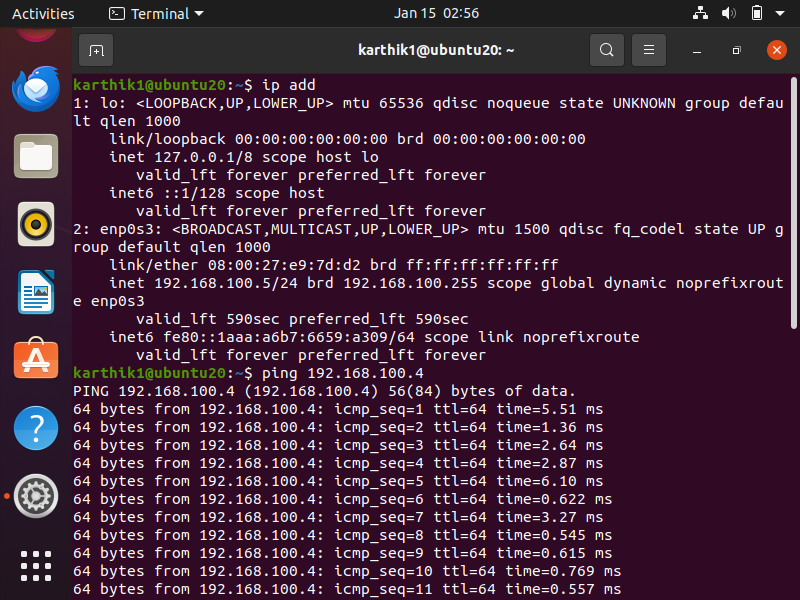 Activities Terminal Jan 15 02:56
karthik1@ubuntu20: ~
karthik1@ubuntu20:~$ ip add
1: lo: <LOOPBACK,UP,LOWER_UP> mtu 65536 qdisc noqueue state UNKNOWN group defau
lt qlen 1000
    link/loopback 00:00:00:00:00:00 brd 00:00:00:00:00:00
    inet 127.0.0.1/8 scope host lo
       valid_lft forever preferred_lft forever
    inet6 ::1/128 scope host
       valid_lft forever preferred_lft forever
2: enp0s3: <BROADCAST,MULTICAST,UP,LOWER_UP> mtu 1500 qdisc fq_codel state UP g
roup default qlen 1000
    link/ether 08:00:27:e9:7d:d2 brd ff:ff:ff:ff:ff:ff
    inet 192.168.100.5/24 brd 192.168.100.255 scope global dynamic noprefixrout
e enp0s3
       valid_lft 590sec preferred_lft 590sec
    inet6 fe80::1aaa:a6b7:6659:a309/64 scope link noprefixroute
       valid_lft forever preferred_lft forever
karthik1@ubuntu20:~$ ping 192.168.100.4
PING 192.168.100.4 (192.168.100.4) 56(84) bytes of data.
64 bytes from 192.168.100.4: icmp_seq=1 ttl=64 time=5.51 ms
64 bytes from 192.168.100.4: icmp_seq=2 ttl=64 time=1.36 ms
64 bytes from 192.168.100.4: icmp_seq=3 ttl=64 time=2.64 ms
64 bytes from 192.168.100.4: icmp_seq=4 ttl=64 time=2.87 ms
64 bytes from 192.168.100.4: icmp_seq=5 ttl=64 time=6.10 ms
64 bytes from 192.168.100.4: icmp_seq=6 ttl=64 time=0.622 ms
64 bytes from 192.168.100.4: icmp_seq=7 ttl=64 time=3.27 ms
64 bytes from 192.168.100.4: icmp_seq=8 ttl=64 time=0.545 ms
64 bytes from 192.168.100.4: icmp_seq=9 ttl=64 time=0.615 ms
64 bytes from 192.168.100.4: icmp_seq=10 ttl=64 time=0.769 ms
64 bytes from 192.168.100.4: icmp_seq=11 ttl=64 time=0.557 ms